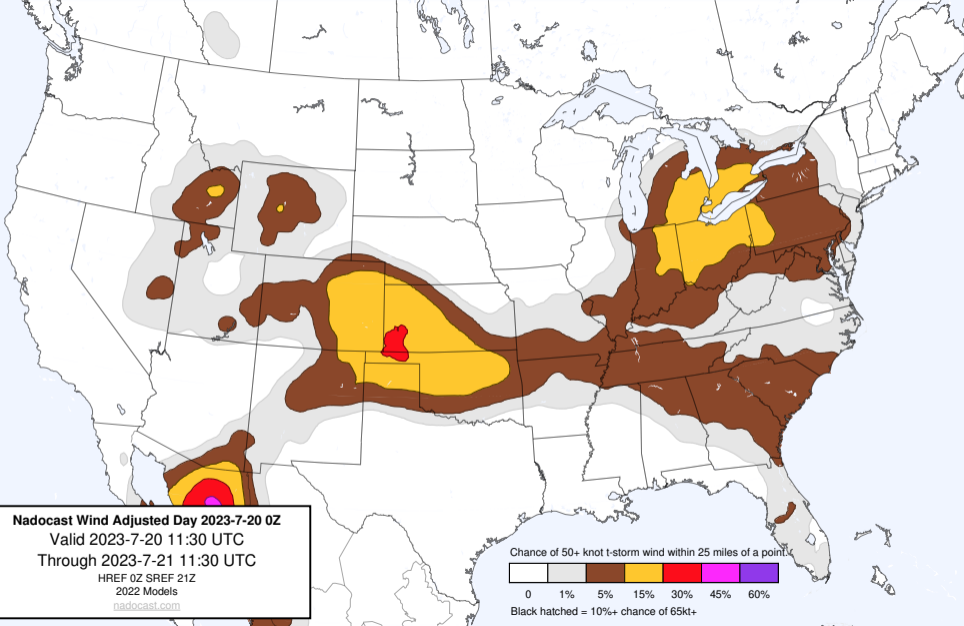 Nadocast Wind Adjusted Day 2023-7-20 0Z
Valid 2023-7-20 11:30 UTC
Through 2023-7-21 11:30 UTC
HREF 0Z SREF 21Z
2022 Models
nadocast.com
Chance of 50+ knot t-storm wind within 25 miles of a point.
0 1% 5% 15% 30% 45% 60%
Black hatched = 10%+ chance of 65kt+